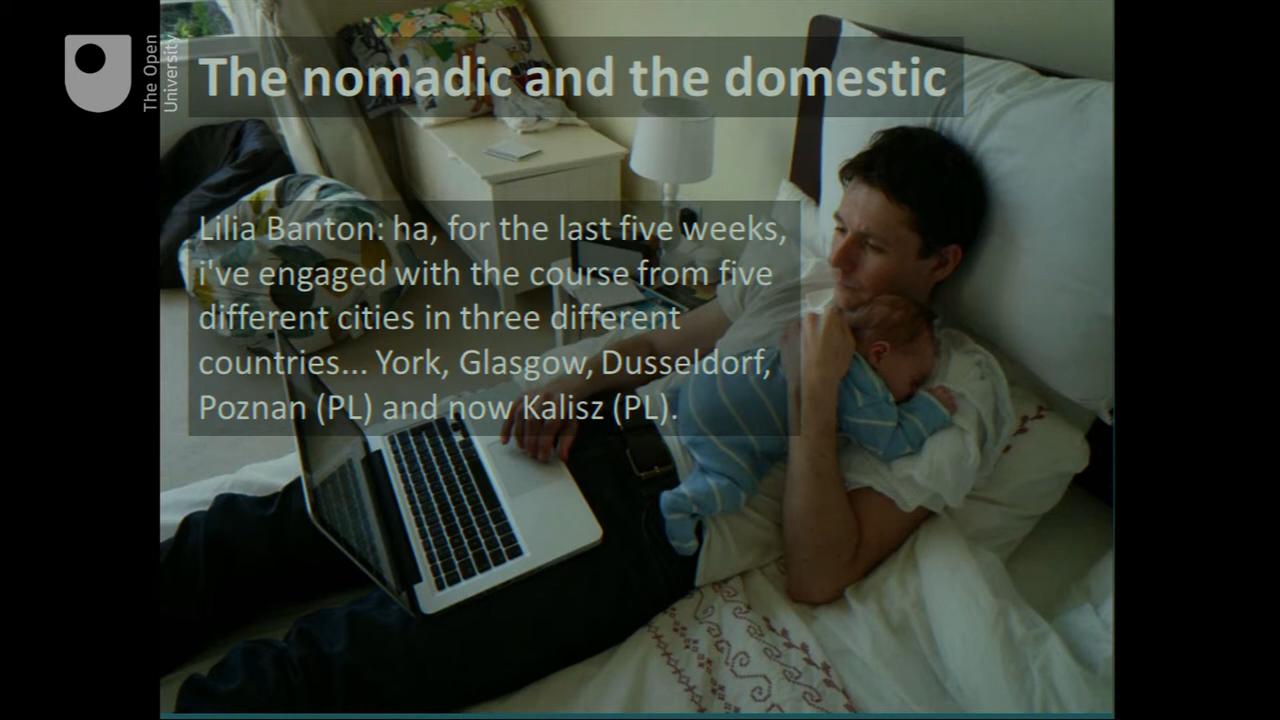 The Open
University
The nomadic and the domestic
Lilia Banton: ha, for the last five weeks,
i've engaged with the course from five
different cities in three different
countries... York, Glasgow, Dusseldorf,
Poznan (PL) and now Kalisz (PL).